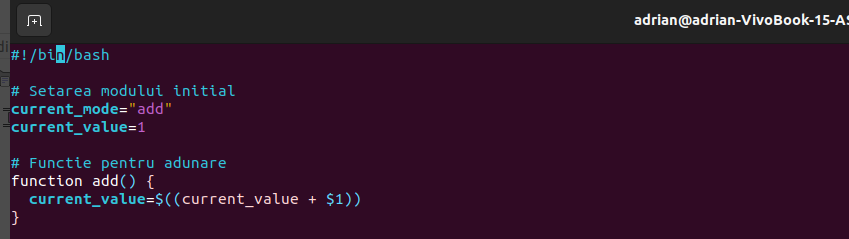 adrian@adrian-VivoBook-15-AS
#!/bin/bash
# Setarea modului initial
current_mode="add"
current_value=1
# Functie pentru adunare
function add() {
  current_value=$((current_value + $1))
}